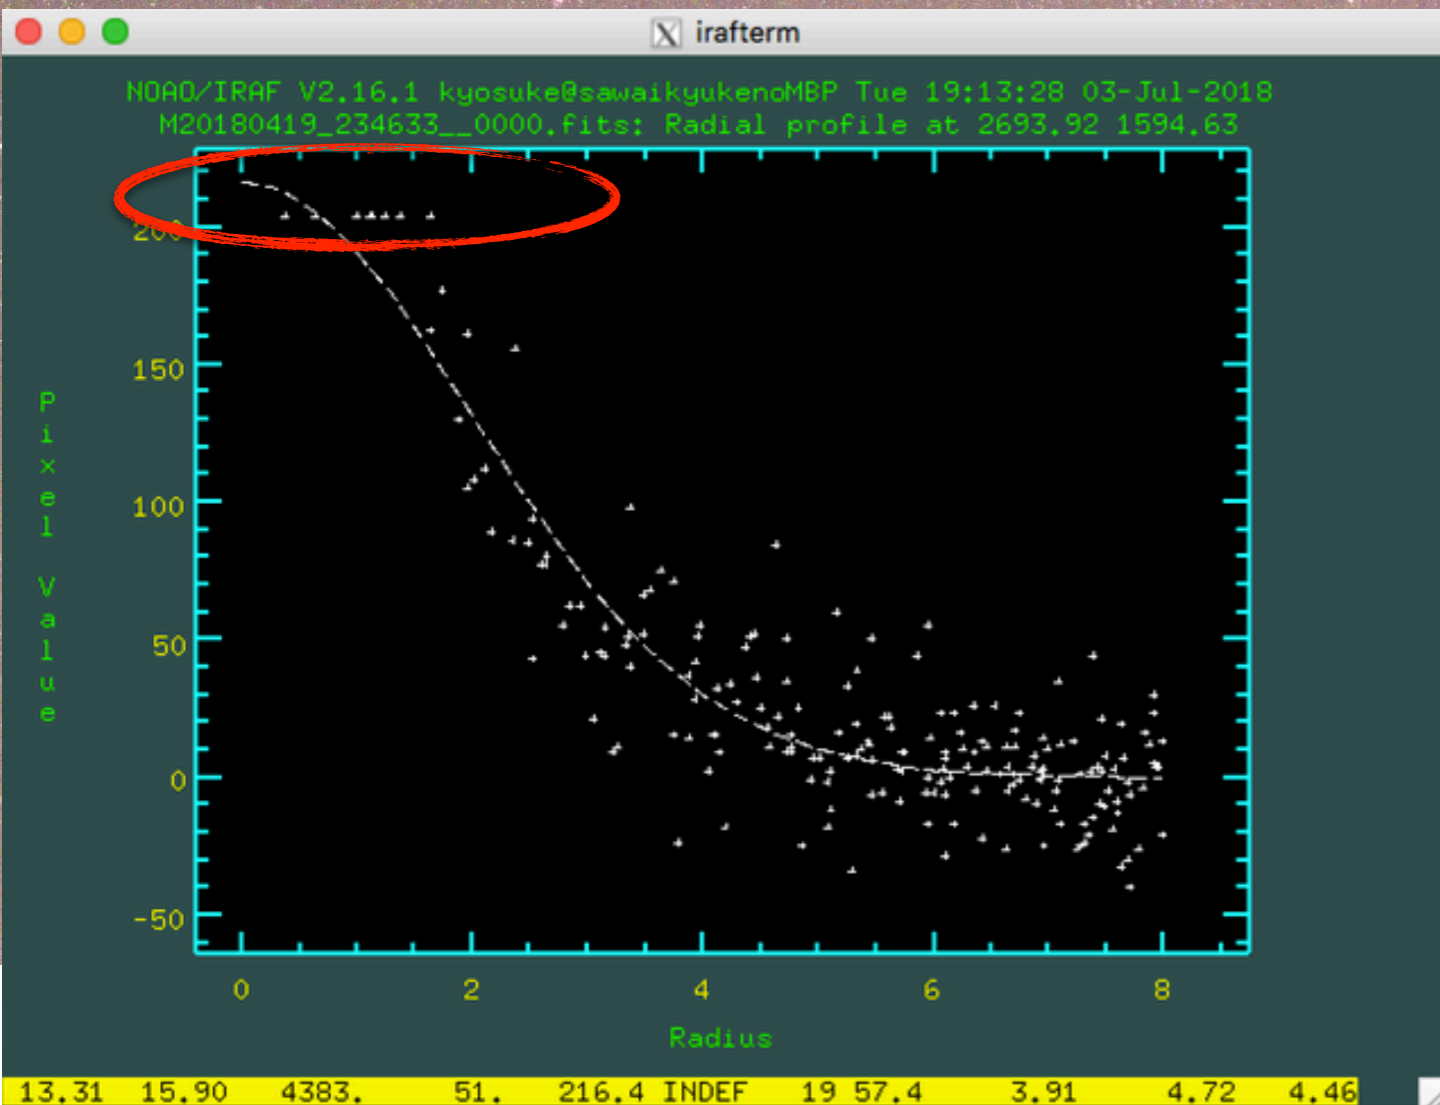 irafterm
NOAO/IRAF V2.16.1 kyosuke@sawaikyukenoMBP Tue 19:13:28 03-Jul-2018
M20180419_234633__0000.fits: Radial profile at 2693.92 1594.63
200
150
100
50
0
-50
Pixel Value
0 2 4 6 8
Radius
13.31 15.90 4383. 51. 216.4 INDEF 19 57.4 3.91 4.72 4.46